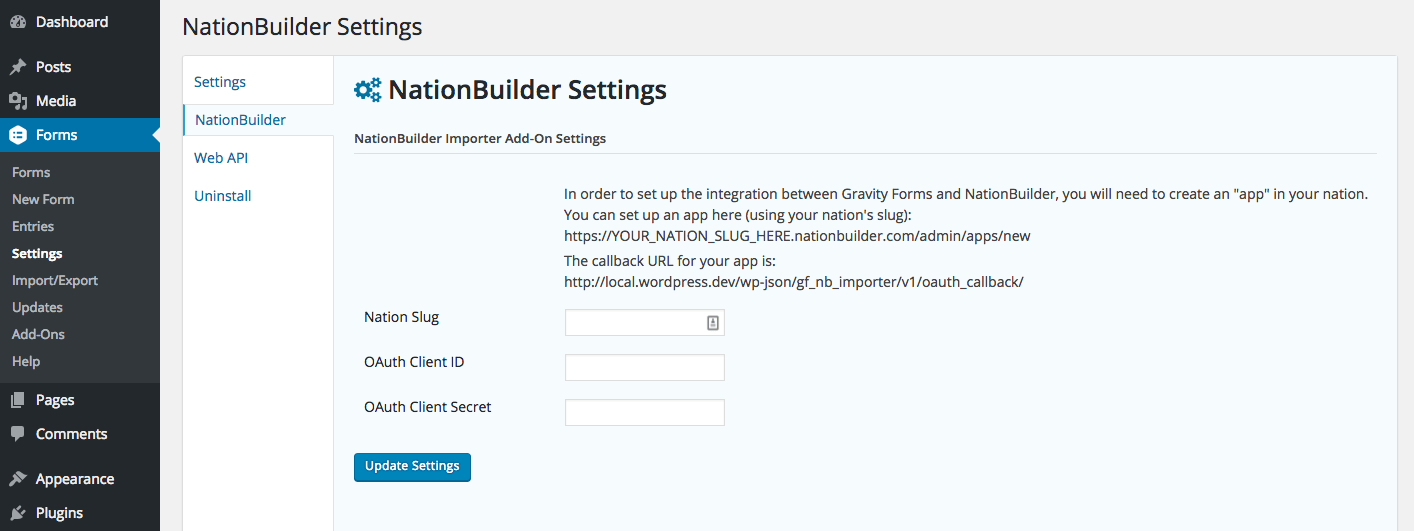 Dashboard
Posts
Media
Forms
Forms
New Form
Entries
Settings
Import/Export
Updates
Add-Ons
Help
Pages
Comments
Appearance
Plugins
NationBuilder Settings
Settings
NationBuilder
Web API
Uninstall
NationBuilder Settings
NationBuilder Importer Add-On Settings
In order to set up the integration between Gravity Forms and NationBuilder, you will need to create an "app" in your nation.
You can set up an app here (using your nation's slug):
https://YOUR_NATION_SLUG_HERE.nationbuilder.com/admin/apps/new
The callback URL for your app is:
http://local.wordpress.dev/wp-json/gf_nb_importer/v1/oauth_callback/
Nation Slug
OAuth Client ID
OAuth Client Secret
Update Settings